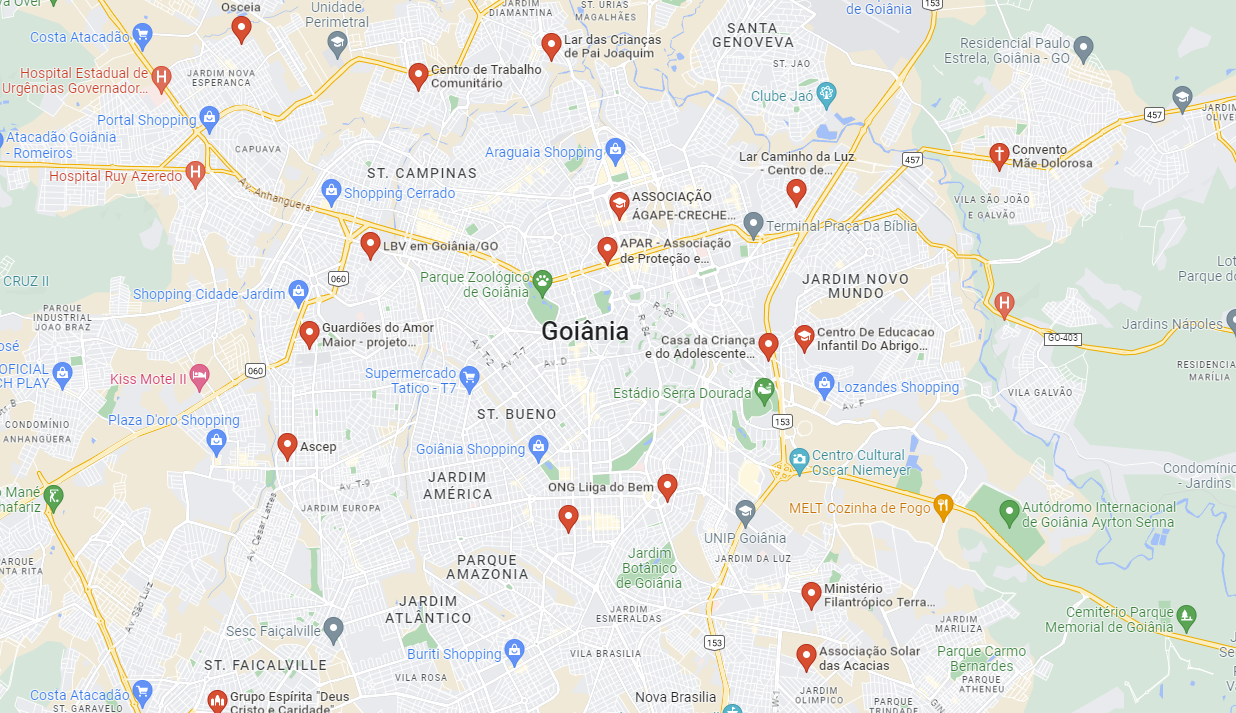 Osceia
Unidade
Perimetral
JARDIM
DIAMANTINA
ST. URIAS
MAGALHÃES
153
de Goiânia
Costa Atacadão
Lar das Crianças
de Pai Joaquim
SANTA
GENOVEVA
Residencial Paulo
Estrela, Goiânia - GO
Hospital Estadual de
Urgências Governador...
JARDIM NOVA
ESPERANCA
Centro de Trabalho
Comunitário
ST. JAO
Clube Jaó
Portal Shopping
457
Atacadão Goiânia
- Romeiros
CAPUAVA
Araguaia Shopping
Lar Caminho da Luz
- Centro de...
457
Convento
Mãe Dolorosa
Hospital Ruy Azeredo
ST. CAMPINAS
Av. Anhanguera
Shopping Cerrado
ASSOCIAÇÃO
ÁGAPE-CRECHE...
VILA SÃO JOÃO
E GALVÃO
Terminal Praça Da Bíblia
LBV em Goiânia/GO
APAR - Associação
de Proteção e...
CRUZ II
060
Parque Zoológico
de Goiânia
JARDIM NOVO
MUNDO
Parque do
Shopping Cidade Jardim
PARQUE
INDUSTRIAL
JOAO BRAZ
R. 83
R. 84
Goiânia
Guardiões do Amor
Maior - projeto...
Casa da Criança
e do Adolescente...
Centro De Educacao
Infantil Do Abrigo...
Jardins Nápoles
GO-403
osé
OFICIAL
CH PLAY
060
Av. T-2
Av. T-7
Av. D
Kiss Motel II
Supermercado
Tatico - T7
Estádio Serra Dourada
Lozandes Shopping
RESIDENCIA
MARÍLIA
VILA GALVÃO
Plaza D'oro Shopping
ST. BUENO
Av. F
153
CONDOMÍNIO
ANHANGUERA
Ascep
Goiânia Shopping
Centro Cultural
Oscar Niemeyer
Condomínio
- Jardins
JARDIM
AMÉRICA
Av. T-9
ONG Liiga do Bem
Mané
hafariz
JARDIM EUROPA
Av. César Lattes
MELT Cozinha de Fogo
Autódromo Internacional
de Goiânia Ayrton Senna
UNIP Goiânia
JARDIM DA LUZ
PARQUE
AMAZONIA
Jardim
Botânico
de Goiânia
ARQUE
NTA RITA
Av. São Luiz
JARDIM
ATLÂNTICO
JARDIM
ESMERALDAS
Ministério
Filantrópico Terra...
Cemitério Parque
Memorial de Goiânia
JARDIM
MARILIZA
Sesc Faiçalville
153
Buriti Shopping
VILA BRASILIA
Associação Solar
das Acacias
Parque Carmo
Bernardes
ST. FAICALVILLE
VILA ROSA
PARQUE
ATHENEU
Costa Atacadão
ST. GARAVELO
Grupo Espírita "Deus
Cristo e Caridade"
Nova Brasilia
JARDIM
OLIMPICO
PARQUE
TRINDADE